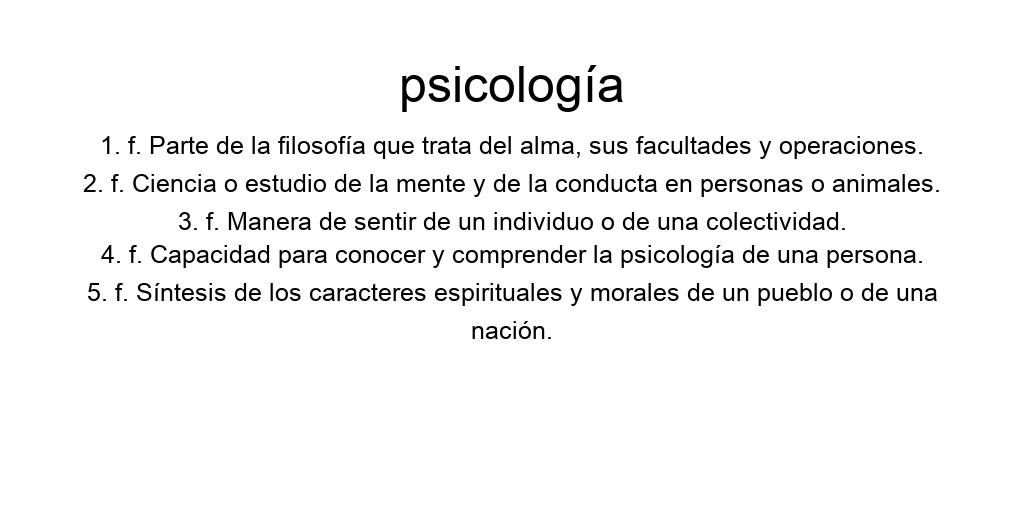 psicología
1. f. Parte de la filosofía que trata del alma, sus facultades y operaciones.
2. f. Ciencia o estudio de la mente y de la conducta en personas o animales.
3. f. Manera de sentir de un individuo o de una colectividad.
4. f. Capacidad para conocer y comprender la psicología de una persona.
5. f. Síntesis de los caracteres espirituales y morales de un pueblo o de una
nación.